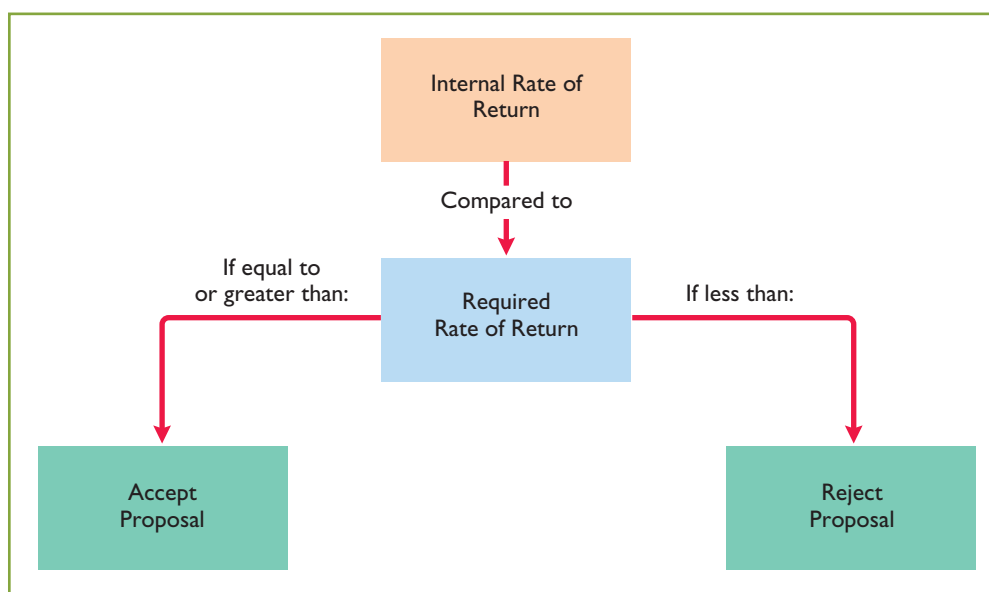 Internal Rate of
Return
Compared to
If equal to
or greater than:
Required
Rate of Return
If less than:
Accept
Proposal
Reject
Proposal